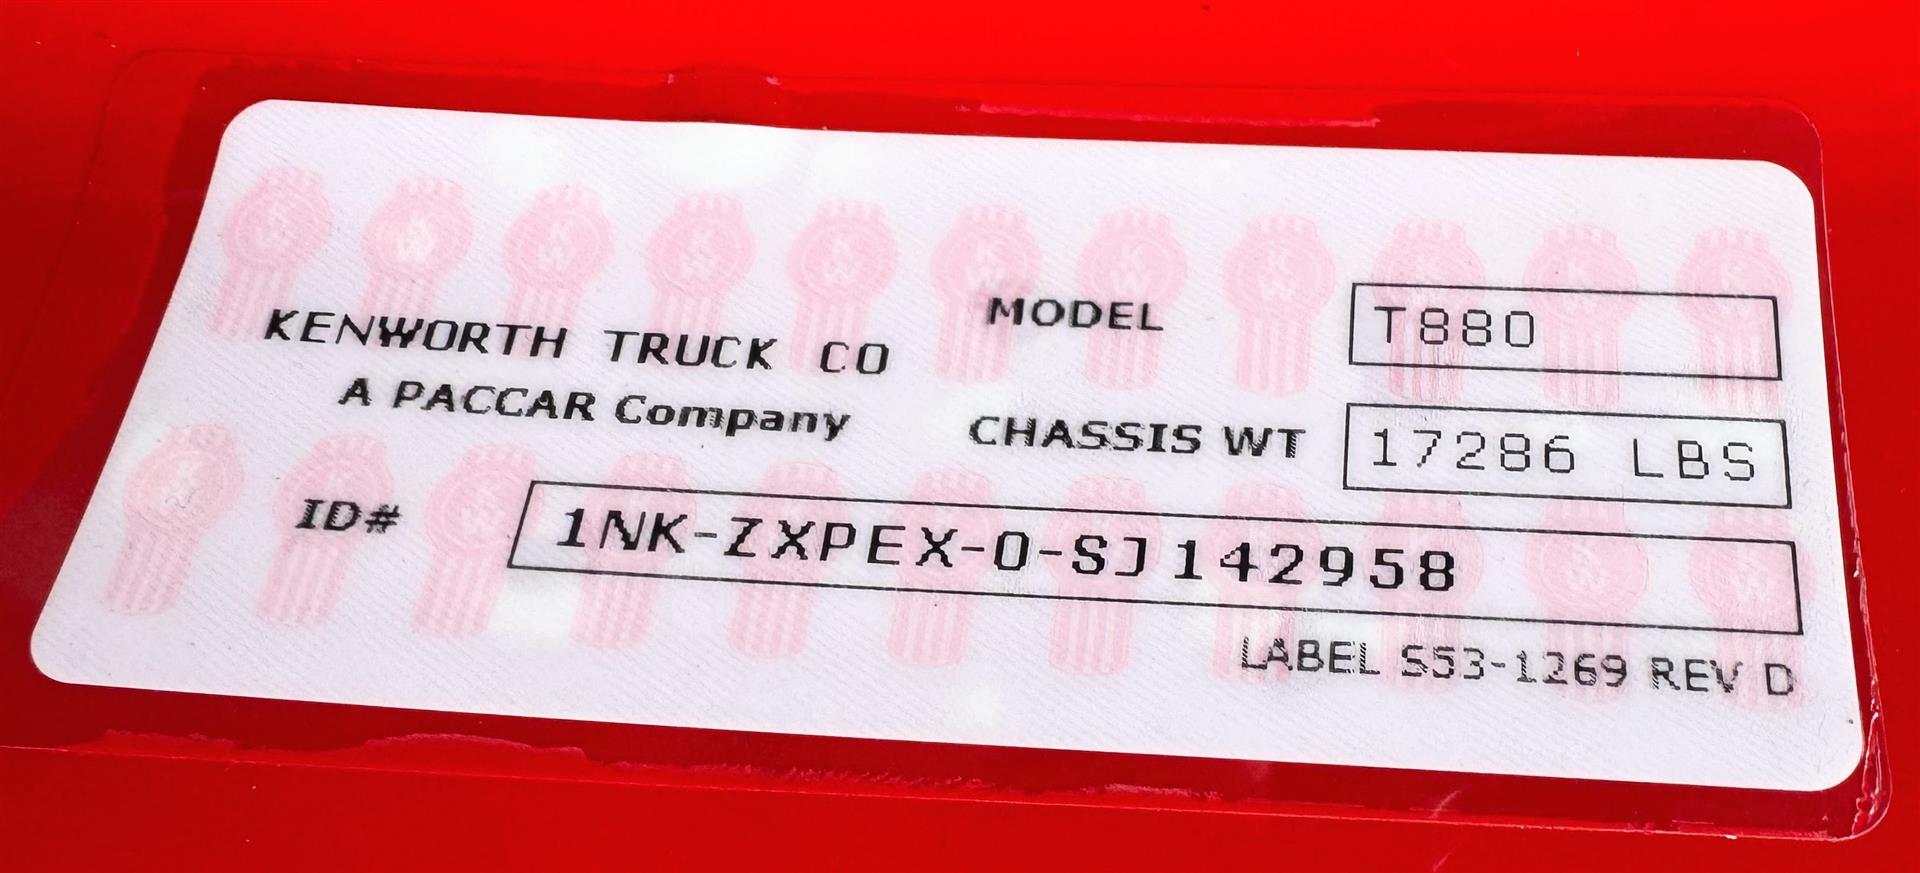 KENWORTH TRUCK CO
A PACCAR Company
MODEL T880
CHASSIS WT 17286 LBS
ID# 1NK-ZXPEX-0-SJ142958
LABEL S53-1269 REV D